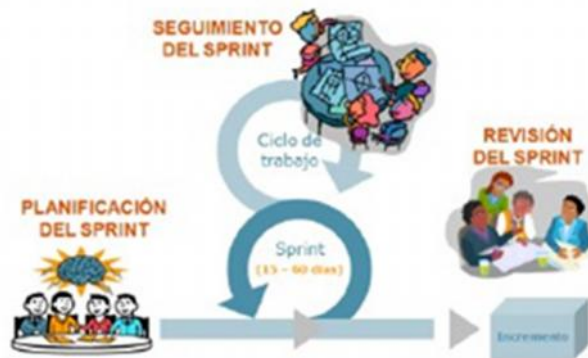 SEGUIMIENTO
DEL SPRINT
Ciclo de
trabajo
REVISIÓN
DEL SPRINT
PLANIFICACIÓN
DEL SPRINT
Sprint
(15 - 60 días)
Incremento